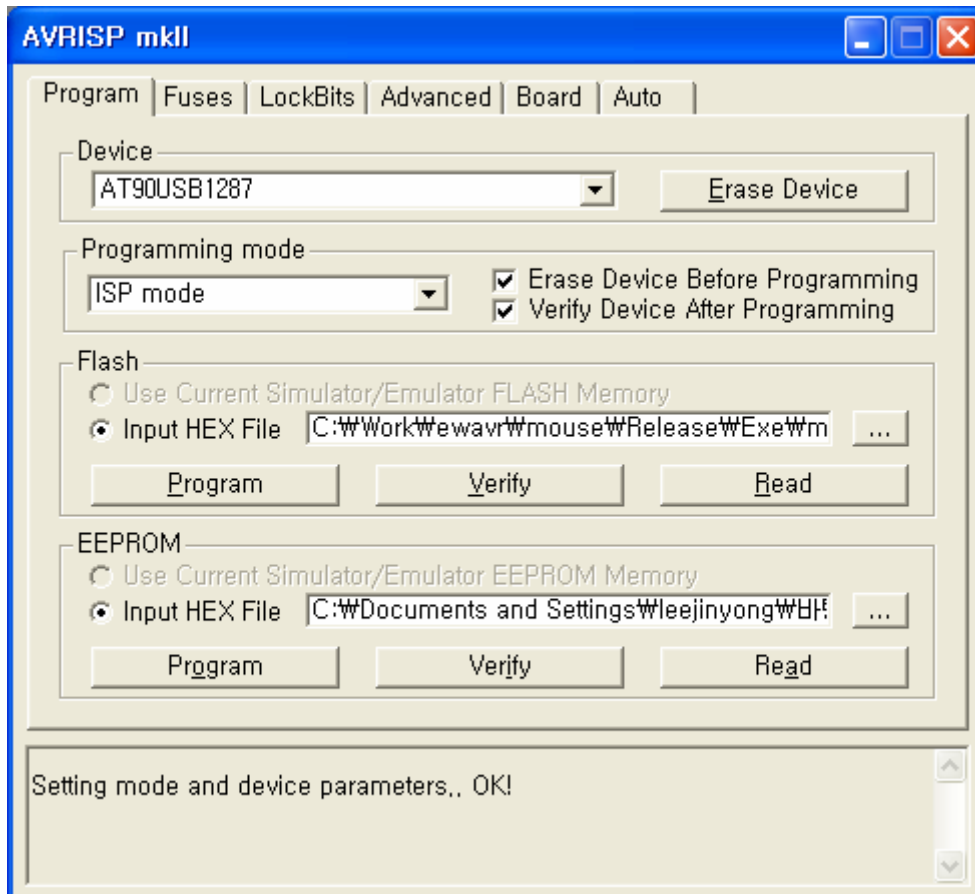 AVRISP mkII
Program Fuses LockBits Advanced Board Auto
Device
AT90USB1287
Erase Device
Programming mode
ISP mode
Erase Device Before Programming
Verify Device After Programming
Flash
Use Current Simulator/Emulator FLASH Memory
Input HEX File C:₩Work₩ewavr₩mouse₩Release₩Exe₩m ...
Program Verify Read
EEPROM
Use Current Simulator/Emulator EEPROM Memory
Input HEX File C:₩Documents and Settings₩leejinyong₩바 ...
Program Verify Read
Setting mode and device parameters,, OK!